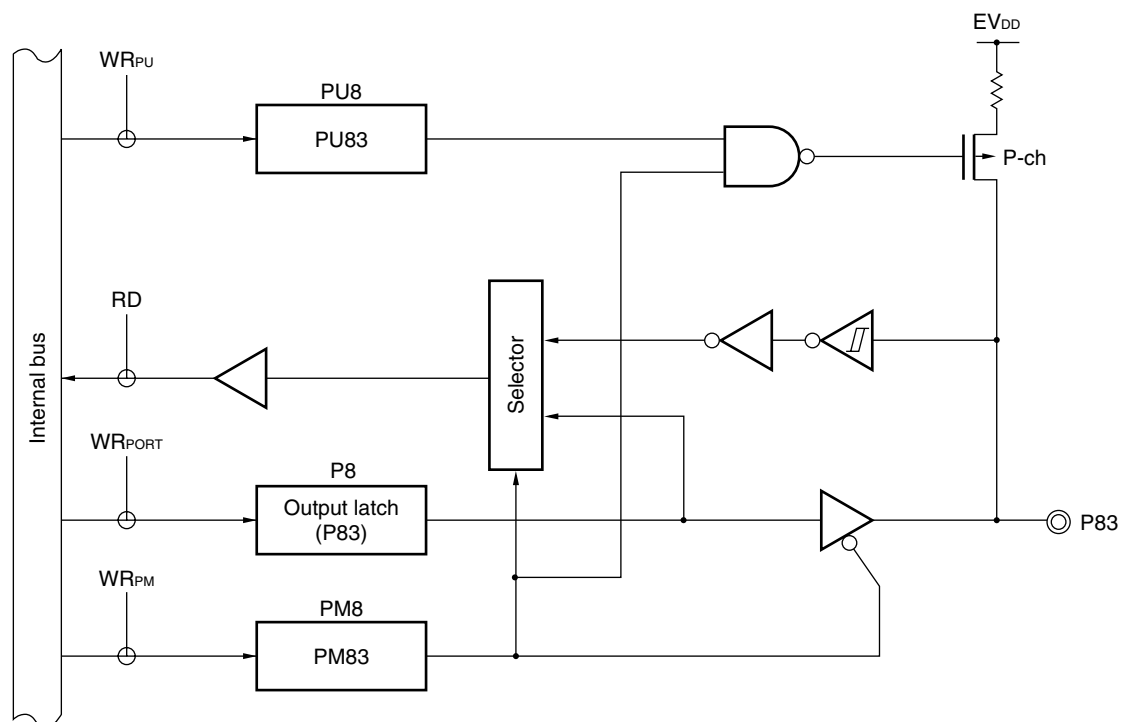 EVDD
WRPU
PU8
PU83
P-ch
RD
Selector
Internal bus
WRPORT
P8
Output latch
(P83)
P83
WRPM
PM8
PM83